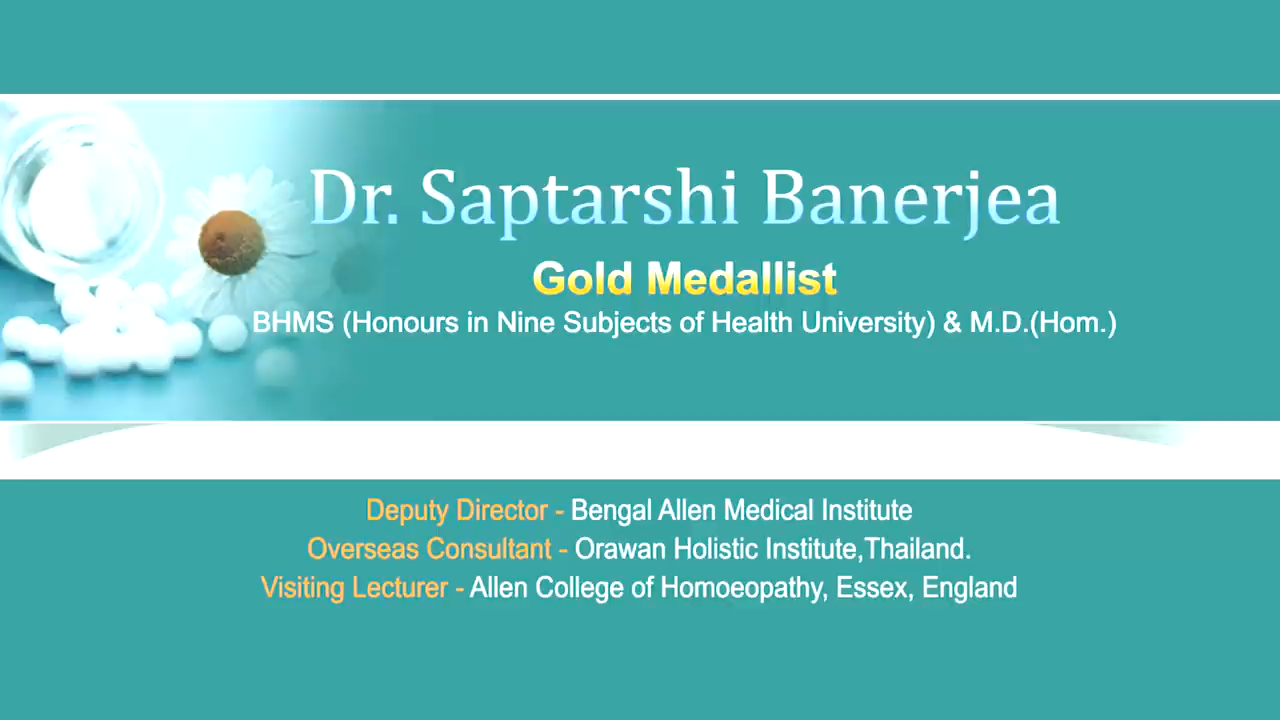 Dr. Saptarshi Banerjea
Gold Medallist
BHMS (Honours in Nine Subjects of Health University) & M.D.(Hom.)
Deputy Director - Bengal Allen Medical Institute
Overseas Consultant - Orawan Holistic Institute,Thailand.
Visiting Lecturer - Allen College of Homoeopathy, Essex, England